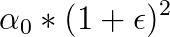 α₀ * (1 + ϵ)²